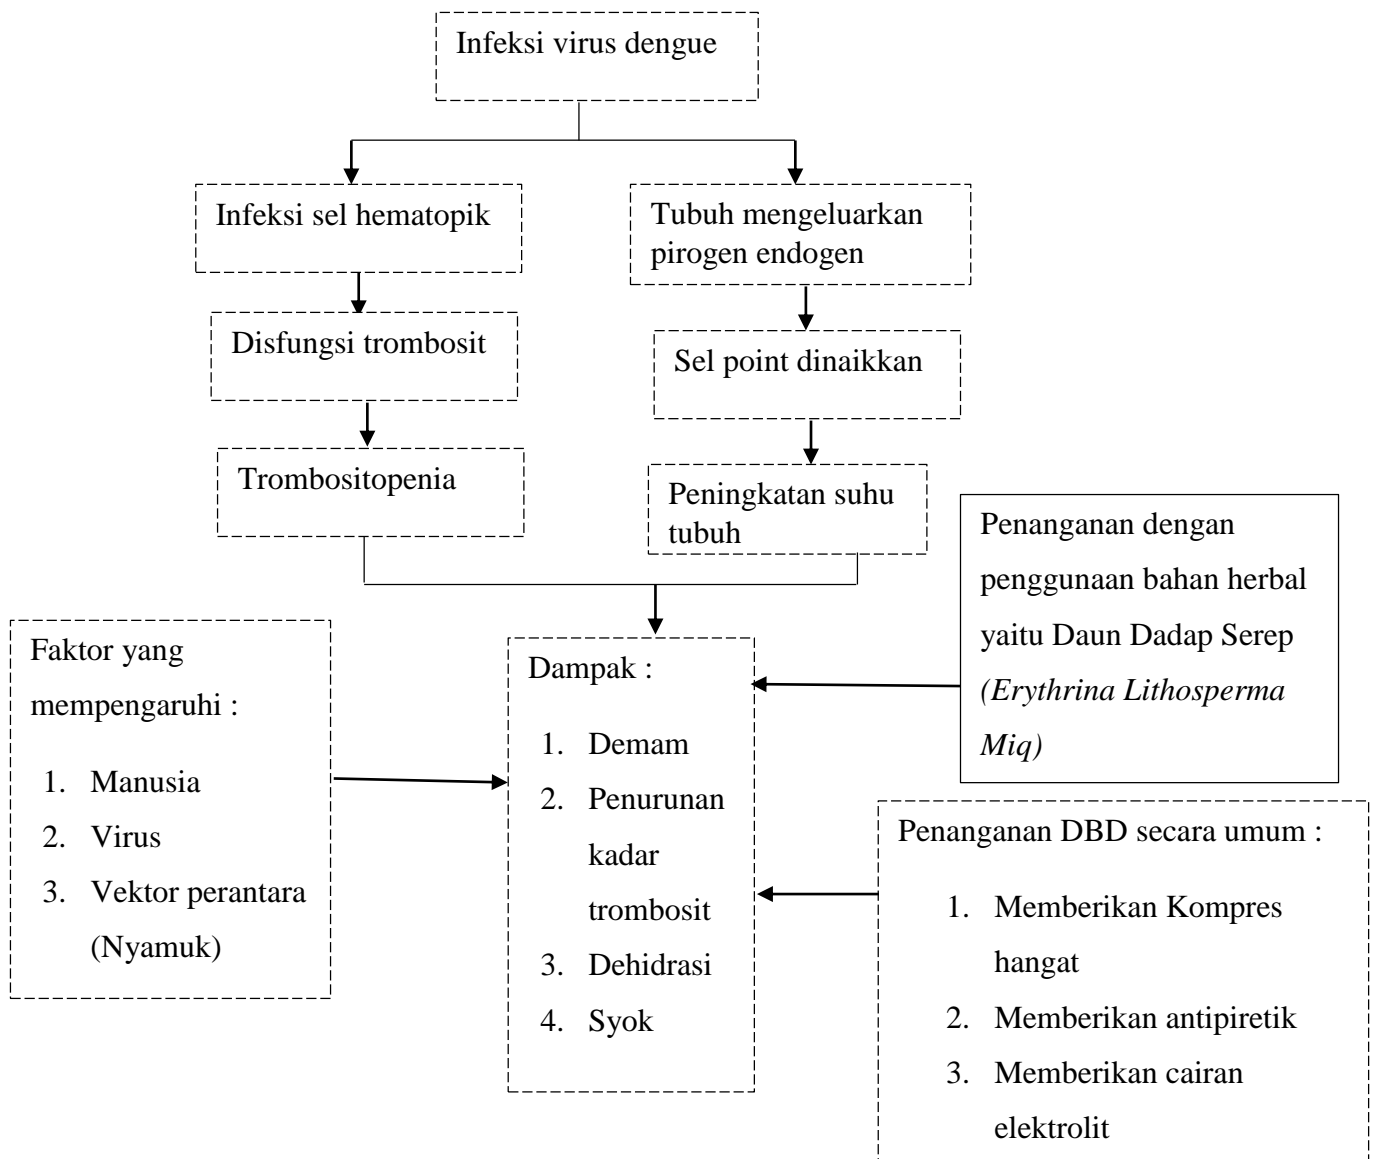 Infeksi virus dengue
Infeksi sel hematopik
Tubuh mengeluarkan
pirogen endogen
Disfungsi trombosit
Sel point dinaikkan
Trombositopenia
Peningkatan suhu
tubuh
Penanganan dengan
penggunaan bahan herbal
yaitu Daun Dadap Serep
(Erythrina Lithosperma
Miq)
Faktor yang
mempengaruhi :
1. Manusia
2. Virus
3. Vektor perantara
(Nyamuk)
Dampak :
1. Demam
2. Penurunan
kadar
trombosit
3. Dehidrasi
4. Syok
Penanganan DBD secara umum :
1. Memberikan Kompres
hangat
2. Memberikan antipiretik
3. Memberikan cairan
elektrolit